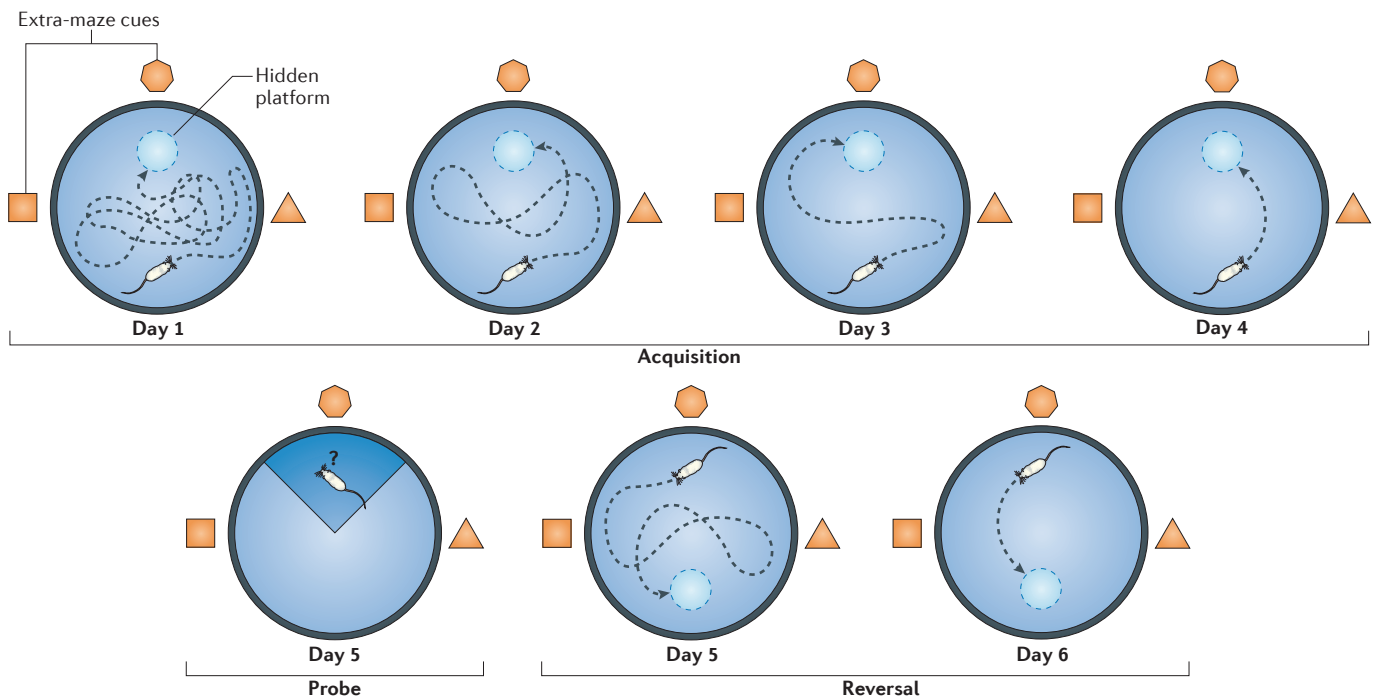 Extra-maze cues
Hidden
platform
Day 1
Day 2
Day 3
Day 4
Acquisition
?
Day 5
Day 5
Day 6
Probe
Reversal